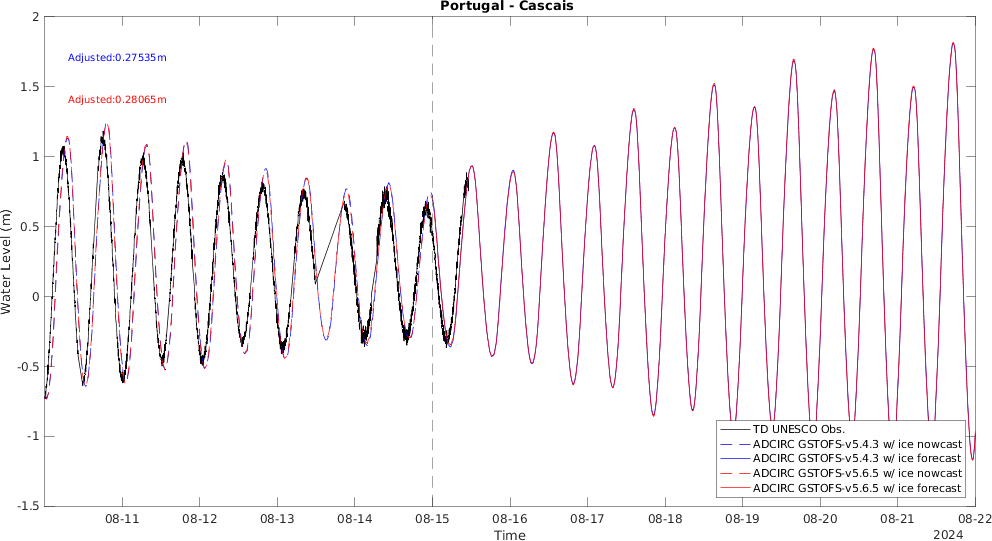 Portugal - Cascais
Adjusted:0.27535m
Adjusted:0.28065m
Water Level (m)
2
1.5
1
0.5
0
-0.5
-1
-1.5
08-11
08-12
08-13
08-14
08-15
08-16
08-17
08-18
08-19
08-20
08-21
08-22
Time
2024
TD UNESCO Obs.
ADCIRC GSTOFS-v5.4.3 w/ ice nowcast
ADCIRC GSTOFS-v5.4.3 w/ ice forecast
ADCIRC GSTOFS-v5.6.5 w/ ice nowcast
ADCIRC GSTOFS-v5.6.5 w/ ice forecast